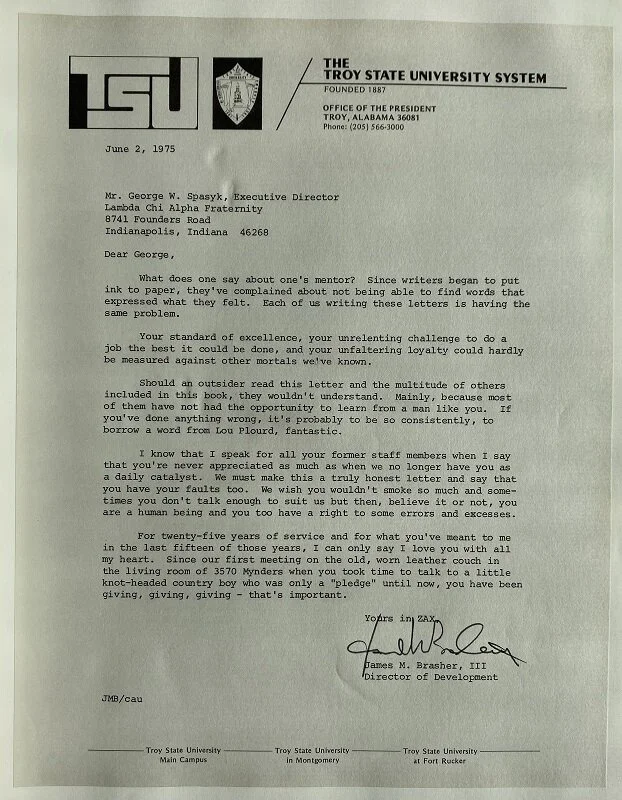 TSU
THE
TROY STATE UNIVERSITY SYSTEM
FOUNDED 1887
OFFICE OF THE PRESIDENT
TROY, ALABAMA 36081
Phone: (205) 566-3000
June 2, 1975
Mr. George W. Spasyk, Executive Director
Lambda Chi Alpha Fraternity
8741 Founders Road
Indianapolis, Indiana 46268
Dear George,
What does one say about one's mentor? Since writers began to put
ink to paper, they've complained about not being able to find words that
expressed what they felt. Each of us writing these letters is having the
same problem.
Your standard of excellence, your unrelenting challenge to do a
job the best it could be done, and your unfaltering loyalty could hardly
be measured against other mortals we've known.
Should an outsider read this letter and the multitude of others
included in this book, they wouldn't understand. Mainly, because most
of them have not had the opportunity to learn from a man like you. If
you've done anything wrong, it's probably to be so consistently, to
borrow a word from Lou Plourd, fantastic.
I know that I speak for all your former staff members when I say
that you're never appreciated as much as when we no longer have you as
a daily catalyst. We must make this a truly honest letter and say that
you have your faults too. We wish you wouldn't smoke so much and some-
times you don't talk enough to suit us but then, believe it or not, you
are a human being and you too have a right to some errors and excesses.
For twenty-five years of service and for what you've meant to me
in the last fifteen of those years, I can only say I love you with all
my heart. Since our first meeting on the old, worn leather couch in
the living room of 3570 Mynders when you took time to talk to a little
knot-headed country boy who was only a "pledge" until now, you have been
giving, giving, giving - that's important.
Yours in ZAX,
James M. Brasher, III
Director of Development
JMB/cau
Troy State University Main Campus
Troy State University in Montgomery
Troy State University at Fort Rucker